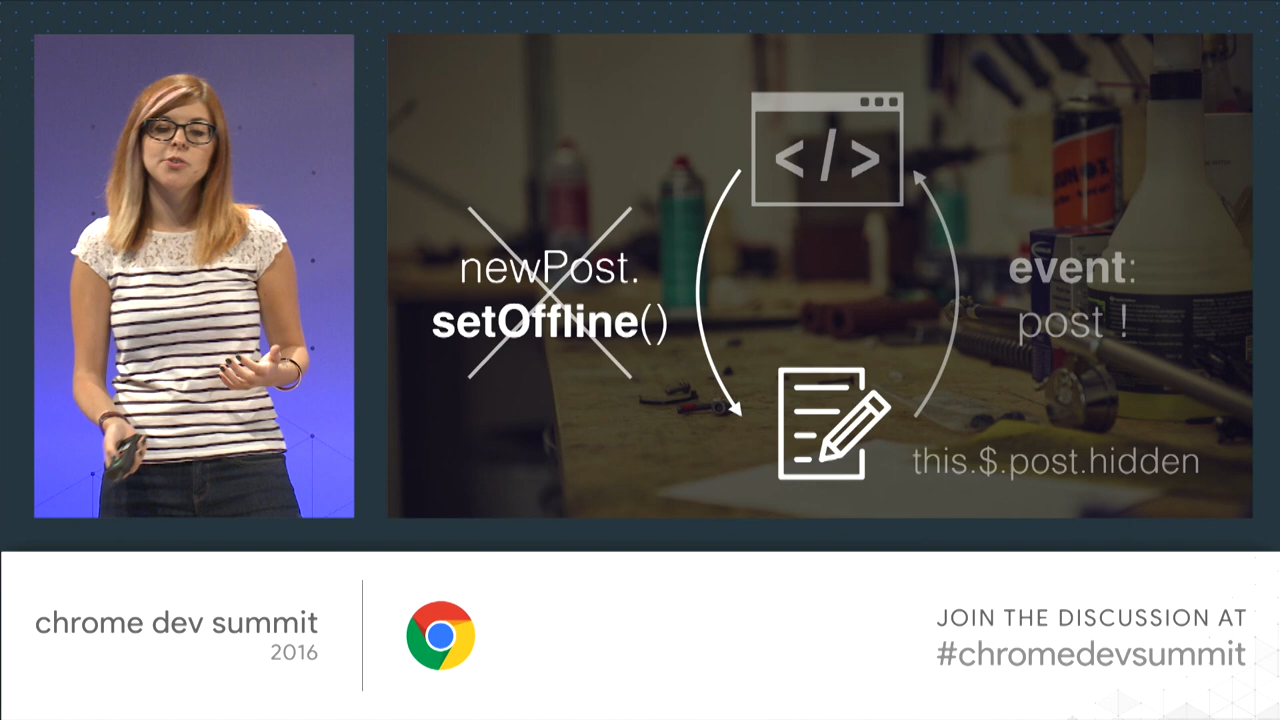 </>
newPost.
setOffline()
event:
post !
this.$.post.hidden
chrome dev summit
2016
JOIN THE DISCUSSION AT
#chromedevsummit